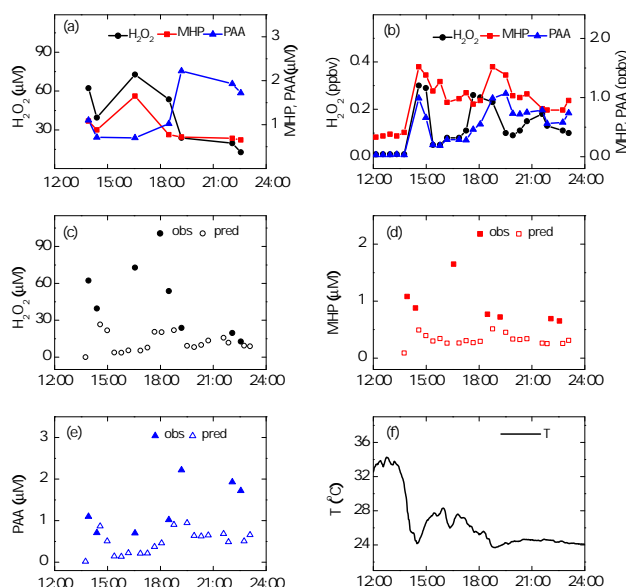 (a) H₂O₂ MHP PAA
90
60
30
3
2
1
H₂O₂ (μM)
MHP, PAA(μM)
12:00 15:00 18:00 21:00 24:00
(b) H₂O₂ MHP PAA
0.4
0.2
0.0
2.0
1.0
0.0
H₂O₂ (ppbv)
MHP, PAA (ppbv)
12:00 15:00 18:00 21:00 24:00
(c) obs pred
90
60
30
0
H₂O₂ (μM)
12:00 15:00 18:00 21:00 24:00
(d) obs pred
2
1
0
MHP (μM)
12:00 15:00 18:00 21:00 24:00
(e) obs pred
3
2
1
0
PAA (μM)
12:00 15:00 18:00 21:00 24:00
(f) T
36
32
28
24
T (°C)
12:00 15:00 18:00 21:00 24:00